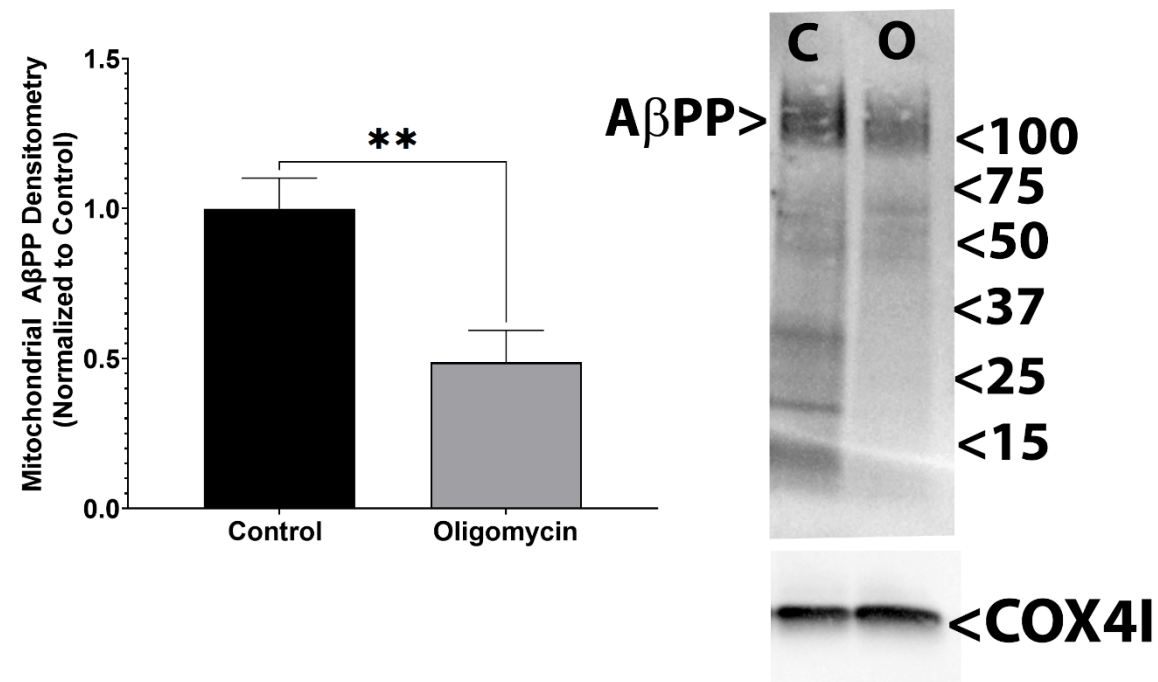 Mitochondrial AβPP Densitometry
(Normalized to Control)
1.5
1.0
0.5
0.0
**
Control
Oligomycin
C O
AβPP>
<100
<75
<50
<37
<25
<15
<COX4I